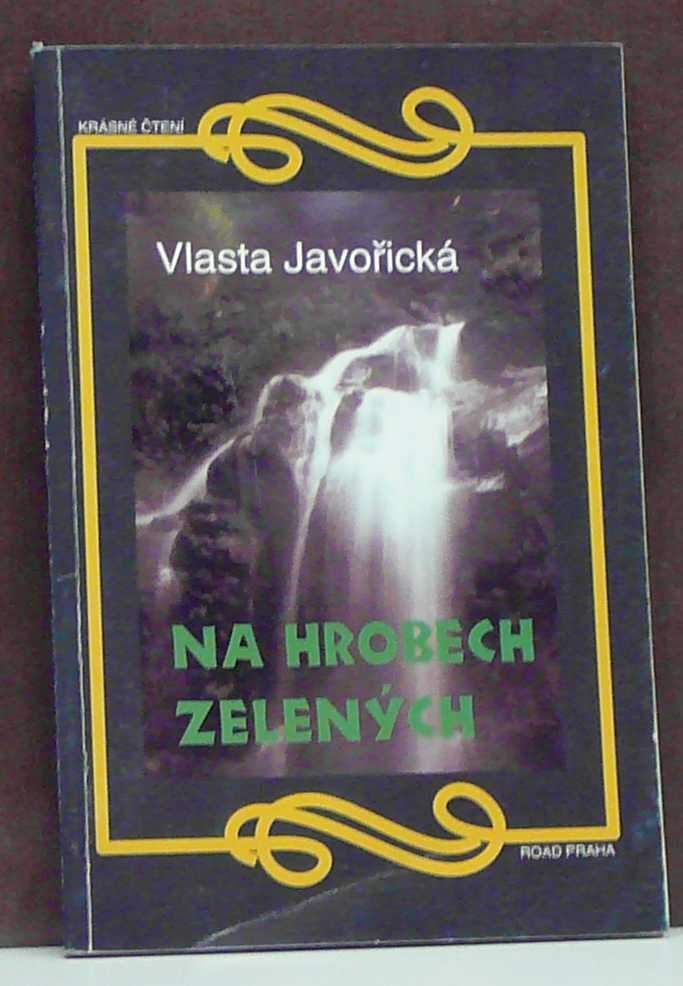 KRÁSNÉ ČTENÍ
Vlasta Javořická
NA HROBECH
ZELENÝCH
ROAD PRAHA